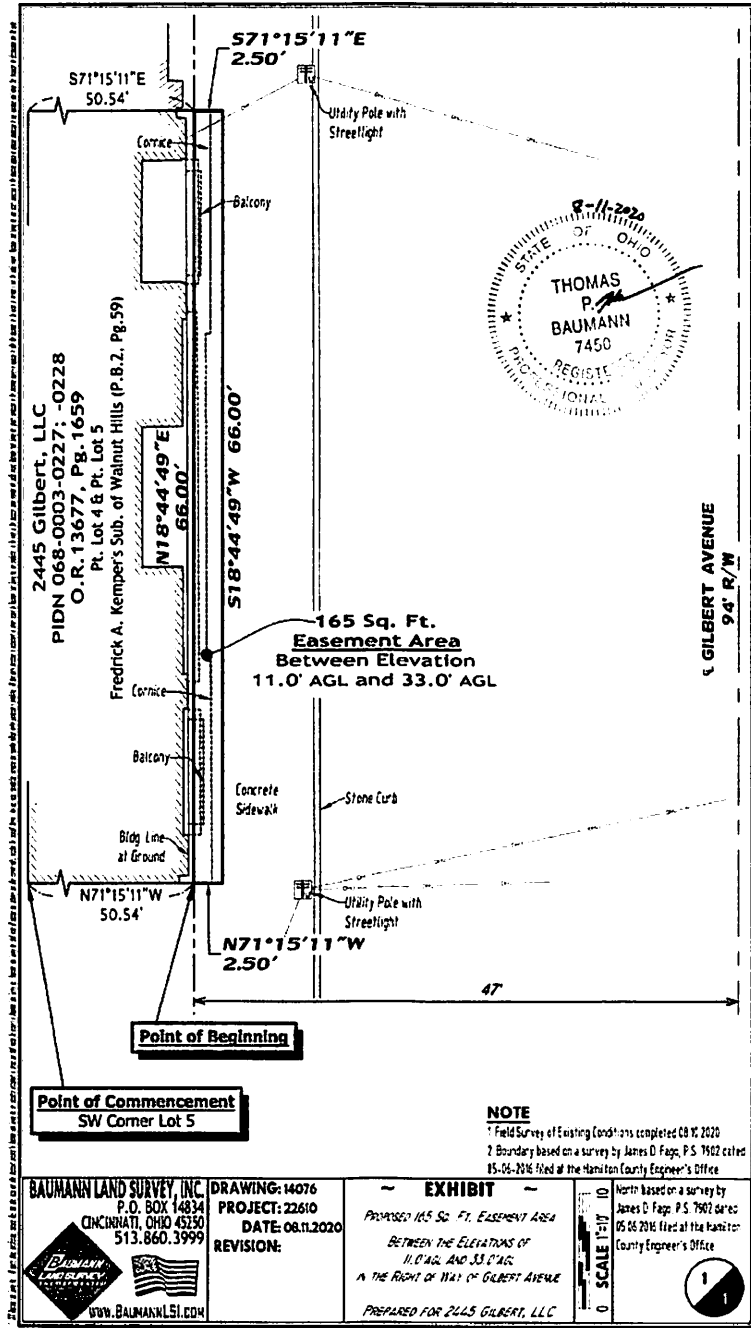 S71°15'11"E
2.50'
S71°15'11"E
50.54'
Utility Pole with
Streetlight
Cornice
Balcony
8-11-2020
STATE OF OHIO
THOMAS
P.
BAUMANN
7450
REGISTERED
PROFESSIONAL
2445 Gilbert, LLC
PIDN 068-0003-0227; -0228
O.R.13677, Pg.1659
Pt. Lot 4 & Pt. Lot 5
Fredrick A. Kemper's Sub. of Walnut Hills (P.B.2, Pg.59)
N18°44'49"E
66.00'
S18°44'49"W 66.00'
GILBERT AVENUE
94' R/W
165 Sq. Ft.
Easement Area
Between Elevation
11.0' AGL and 33.0' AGL
Cornice
Balcony
Concrete
Sidewalk
Stone Curb
Bldg Line
at Ground
N71°15'11"W
50.54'
Utility Pole with
Streetlight
N71°15'11"W
2.50'
47'
Point of Beginning
Point of Commencement
SW Corner Lot 5
NOTE
1 Field Survey of Existing Conditions completed 2020
2 Boundary based on a survey by James D. Fago, P.S. 7902 dated
05-06-2016 filed at the Hamilton County Engineer's Office
BAUMANN LAND SURVEY, INC.
P.O. BOX 14834
CINCINNATI, OHIO 45250
513.860.3999
BAUMANN
LAND SURVEY
www.BAUMANNLSI.COM
DRAWING: 14076
PROJECT: 22610
DATE: 08.11.2020
REVISION:
~ EXHIBIT ~
PROPOSED 165 SQ. FT. EASEMENT AREA
BETWEEN THE ELEVATIONS OF
11.0'AGL AND 33.0'AGL
IN THE RIGHT OF WAY OF GILBERT AVENUE
PREPARED FOR 2445 GILBERT, LLC
0 SCALE 1"=10' 10
North based on a survey by
James D. Fago, P.S. 7902 dated
05.06.2016 filed at the Hamilton
County Engineer's Office
1
1